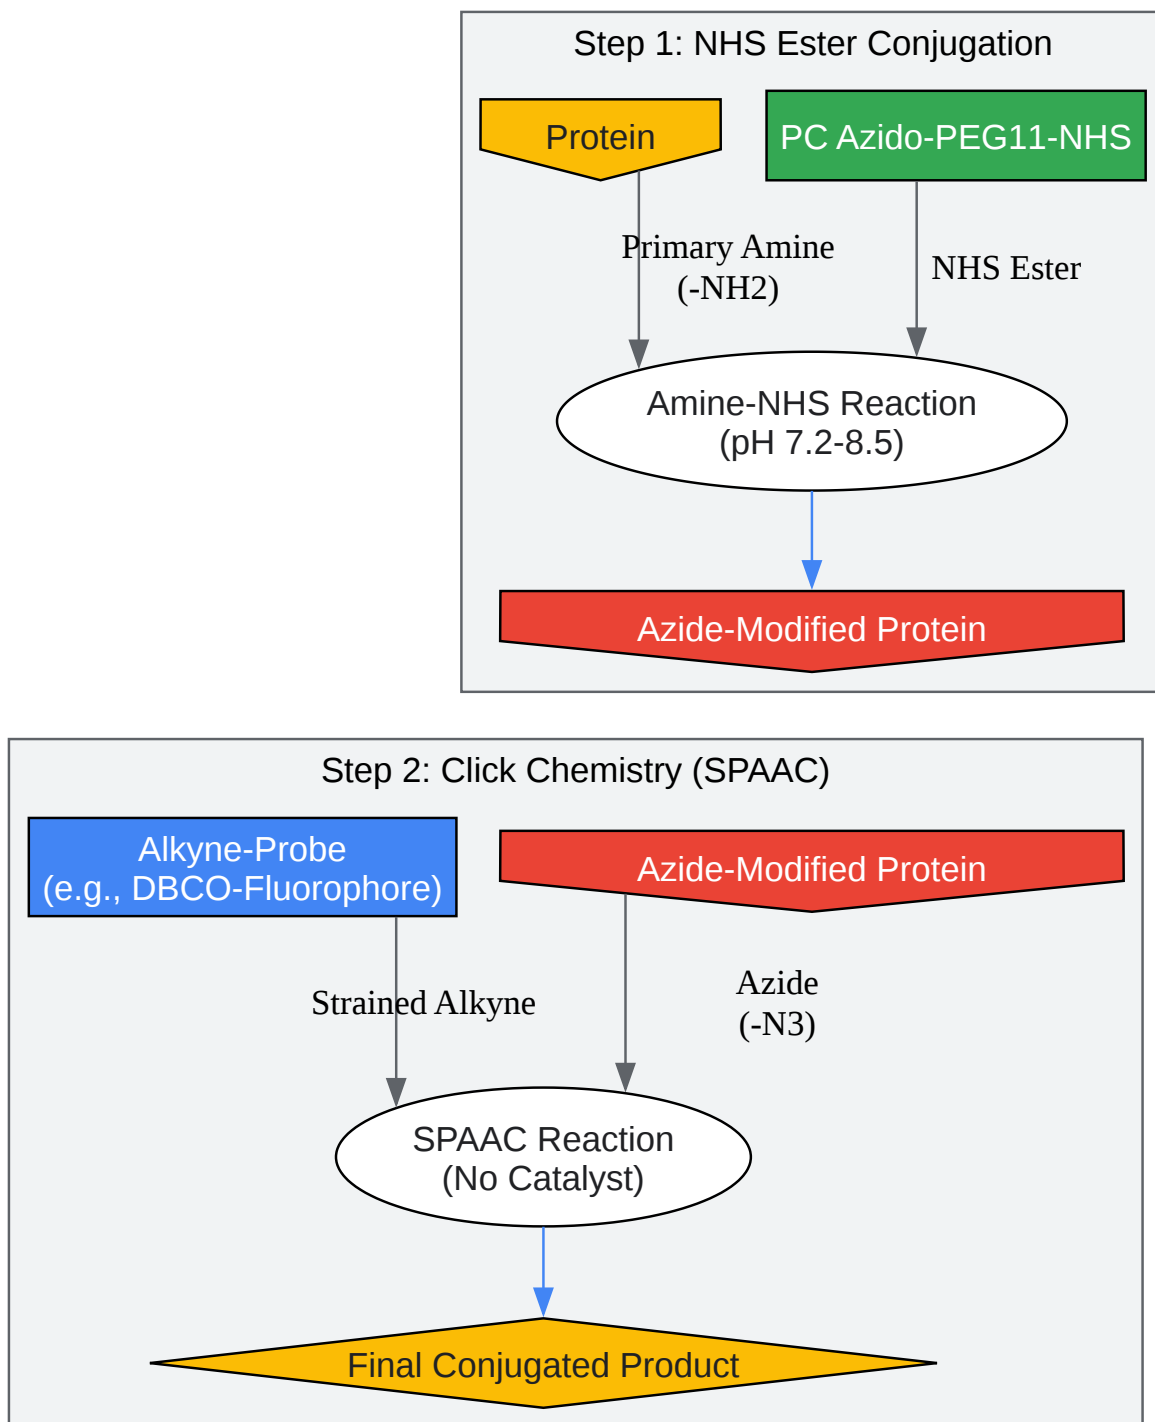 Step 1: NHS Ester Conjugation
Protein
PC Azido-PEG11-NHS
Primary Amine
(-NH2)
NHS Ester
Amine-NHS Reaction
(pH 7.2-8.5)
Azide-Modified Protein
Step 2: Click Chemistry (SPAAC)
Alkyne-Probe
(e.g., DBCO-Fluorophore)
Azide-Modified Protein
Strained Alkyne
Azide
(-N3)
SPAAC Reaction
(No Catalyst)
Final Conjugated Product